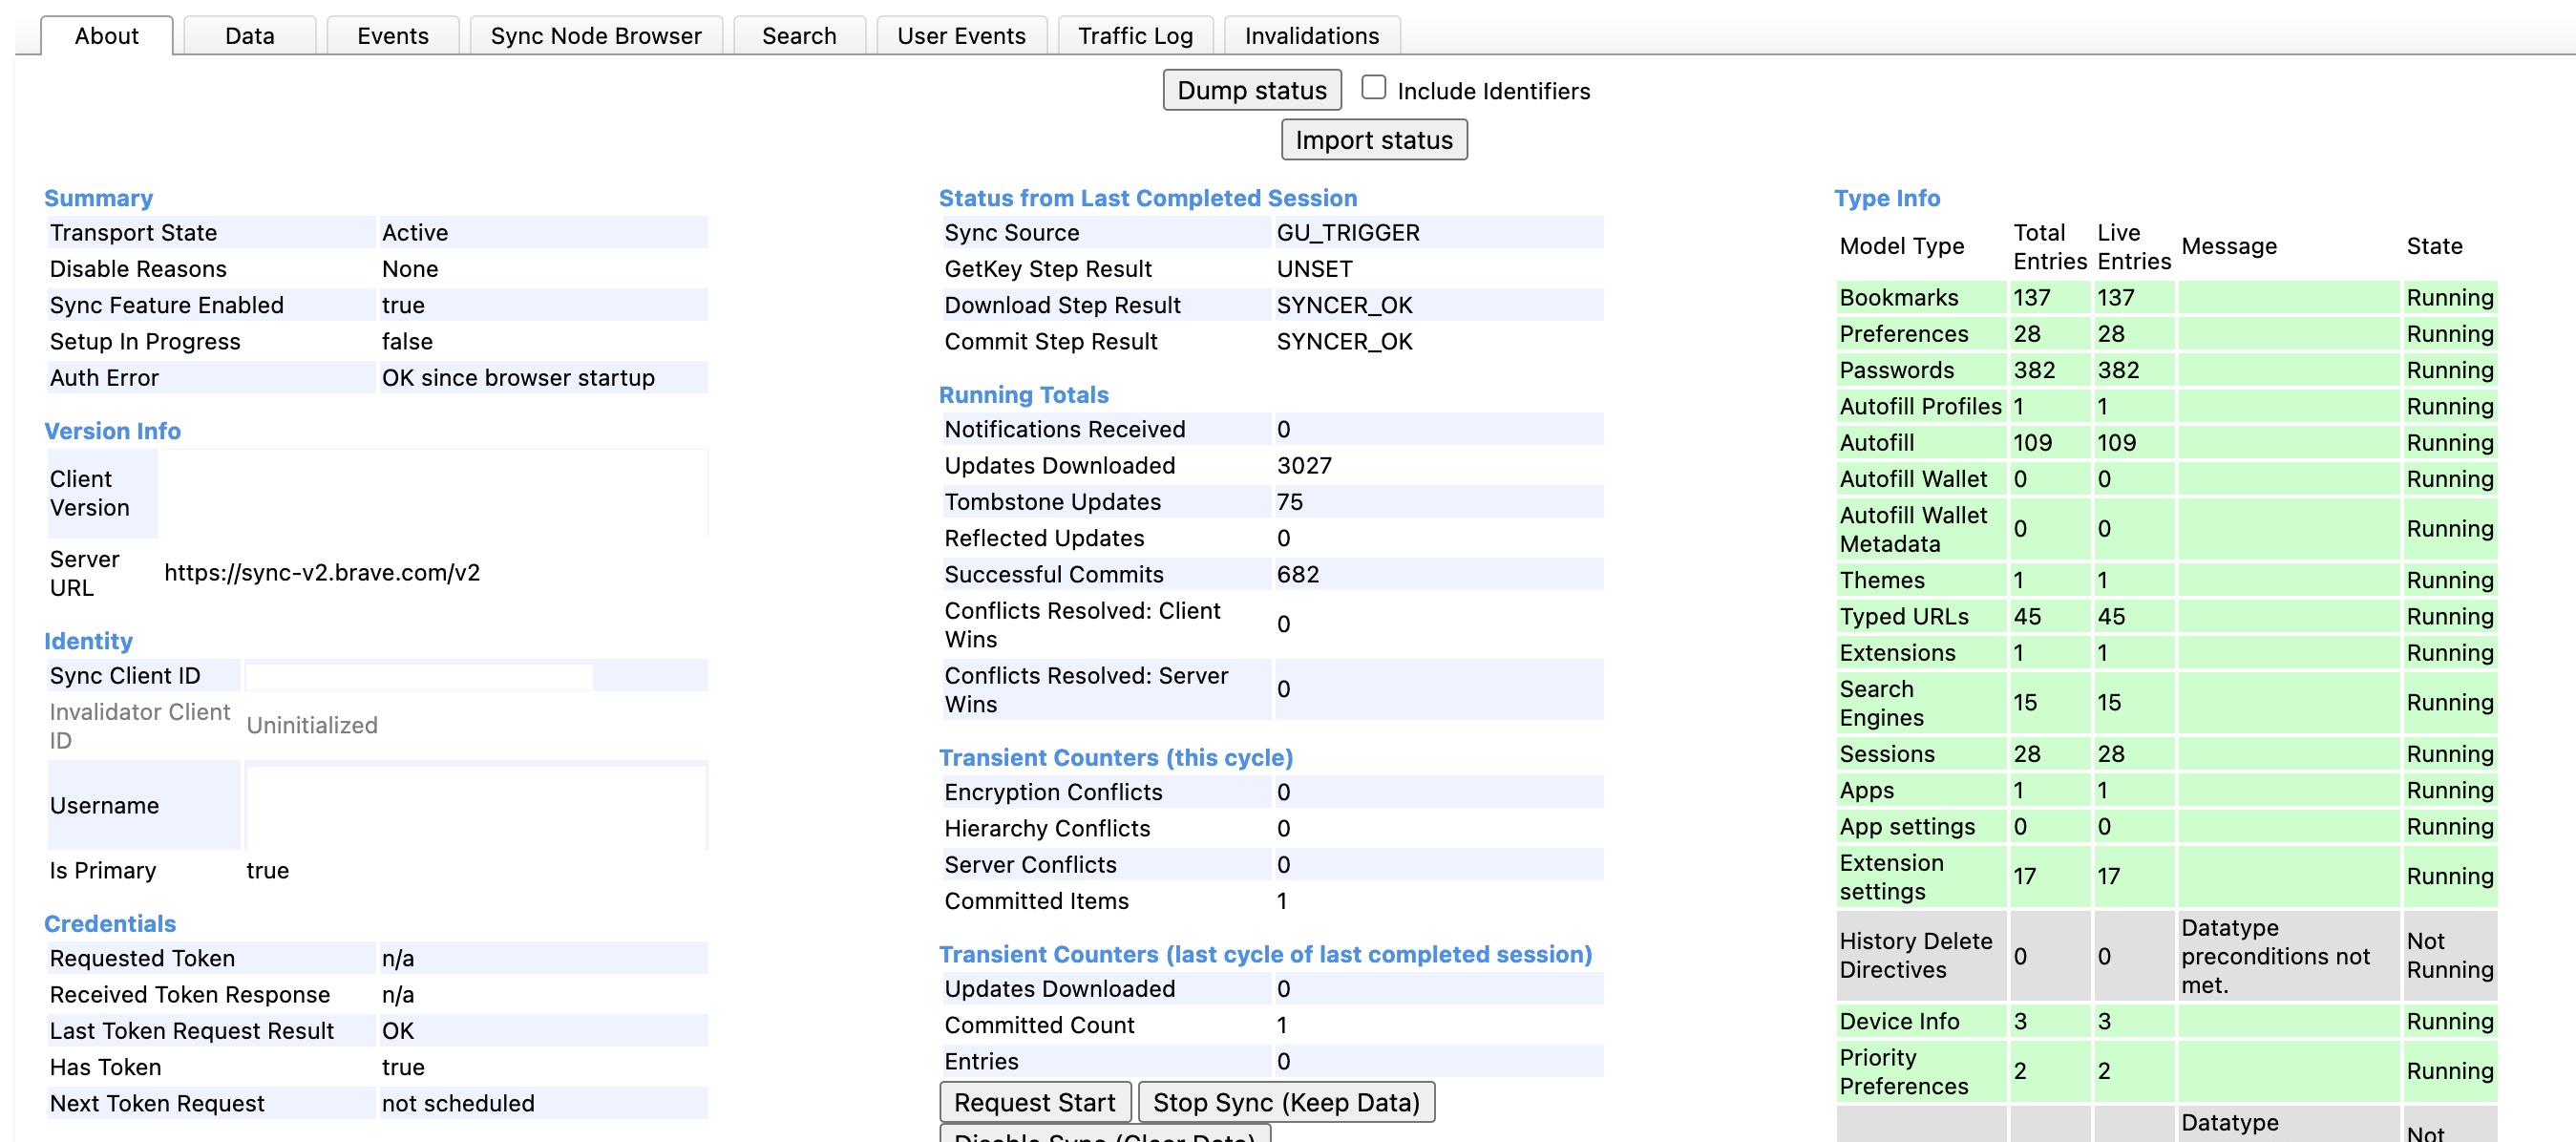 About Data Events Sync Node Browser Search User Events Traffic Log Invalidations
Dump status Include Identifiers
Import status
Summary
Transport State Active
Disable Reasons None
Sync Feature Enabled true
Setup In Progress false
Auth Error OK since browser startup
Version Info
Client
Version
Server
URL
https://sync-v2.brave.com/v2
Identity
Sync Client ID
Invalidator Client
ID
Uninitialized
Username
Is Primary true
Credentials
Requested Token n/a
Received Token Response n/a
Last Token Request Result OK
Has Token true
Next Token Request not scheduled
Status from Last Completed Session
Sync Source GU_TRIGGER
GetKey Step Result UNSET
Download Step Result SYNCER_OK
Commit Step Result SYNCER_OK
Running Totals
Notifications Received 0
Updates Downloaded 3027
Tombstone Updates 75
Reflected Updates 0
Successful Commits 682
Conflicts Resolved: Client
Wins
0
Conflicts Resolved: Server
Wins
0
Transient Counters (this cycle)
Encryption Conflicts 0
Hierarchy Conflicts 0
Server Conflicts 0
Committed Items 1
Transient Counters (last cycle of last completed session)
Updates Downloaded 0
Committed Count 1
Entries 0
Request Start Stop Sync (Keep Data)
Disable Sync (Clear Data)
Type Info
Model Type Total Entries Live Entries Message State
Bookmarks 137 137 Running
Preferences 28 28 Running
Passwords 382 382 Running
Autofill Profiles 1 1 Running
Autofill 109 109 Running
Autofill Wallet 0 0 Running
Autofill Wallet
Metadata
0 0 Running
Themes 1 1 Running
Typed URLs 45 45 Running
Extensions 1 1 Running
Search
Engines
15 15 Running
Sessions 28 28 Running
Apps 1 1 Running
App settings 0 0 Running
Extension
settings
17 17 Running
History Delete
Directives
0 0
Datatype
preconditions not
met.
Not
Running
Device Info 3 3 Running
Priority
Preferences
2 2 Running
Datatype
Not